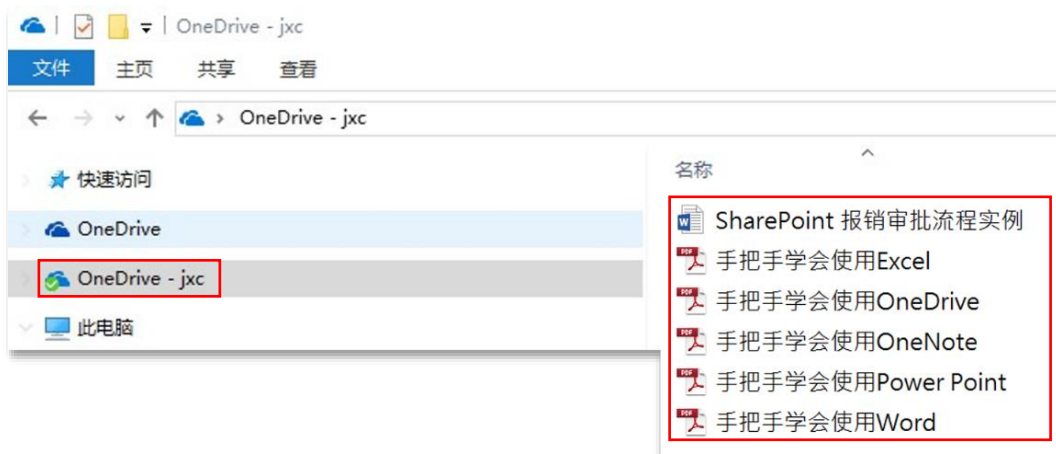 OneDrive - jxc
文件 主页 共享 查看
OneDrive - jxc
快速访问
OneDrive
OneDrive - jxc
此电脑
名称
SharePoint 报销审批流程实例
手把手学会使用Excel
手把手学会使用OneDrive
手把手学会使用OneNote
手把手学会使用Power Point
手把手学会使用Word